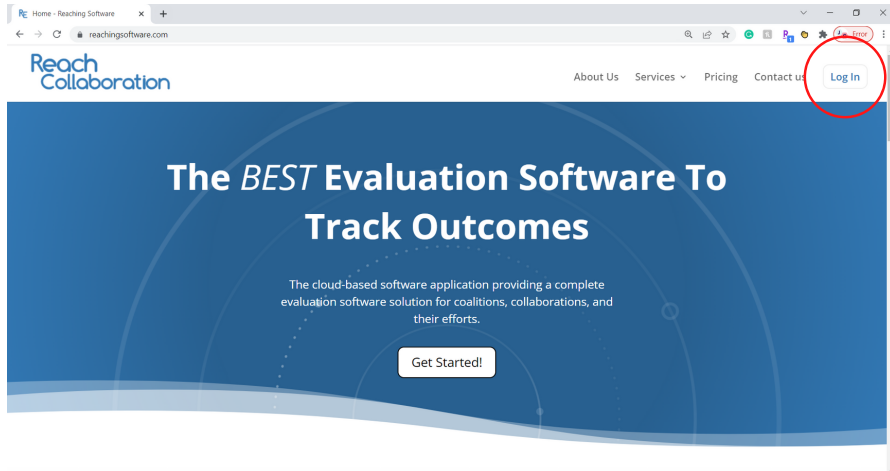 Home - Reaching Software
reachingsoftware.com
Error
Reach
Collaboration
About Us Services Pricing Contact us Log In
The BEST Evaluation Software To
Track Outcomes
The cloud-based software application providing a complete
evaluation software solution for coalitions, collaborations, and
their efforts.
Get Started!